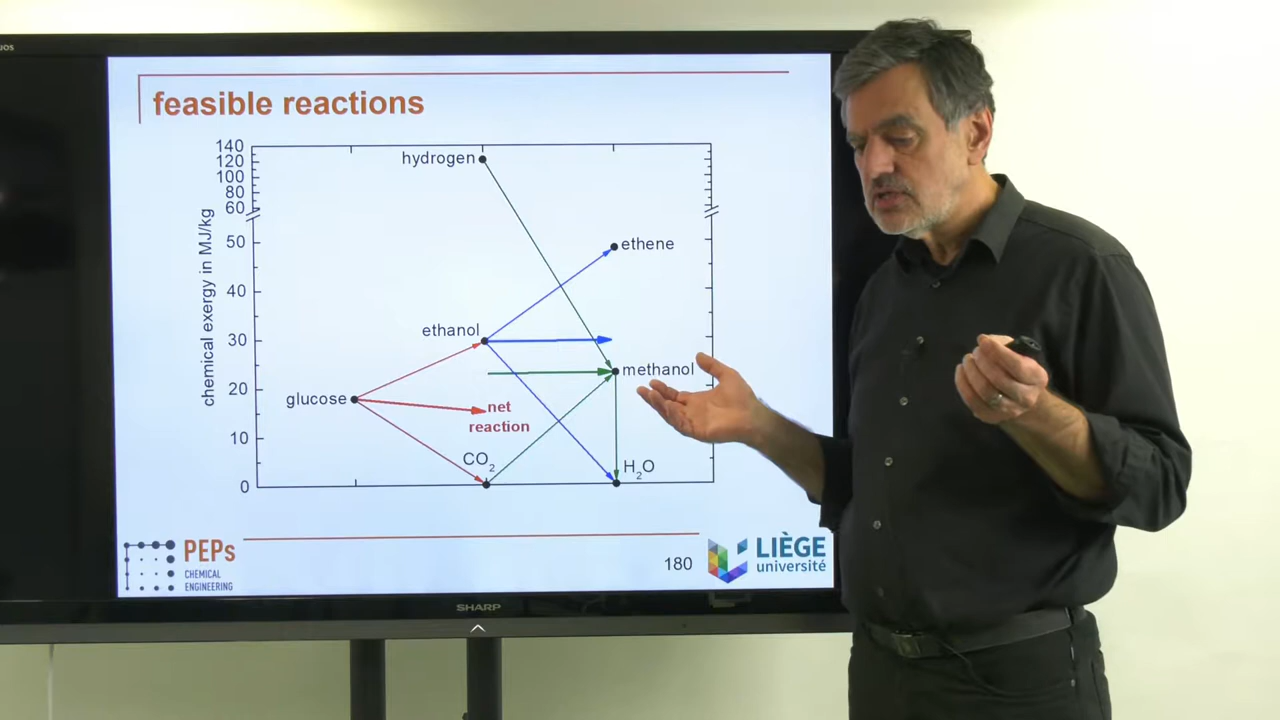 feasible reactions
140
120
100
80
60
50
40
30
20
10
0
chemical exergy in MJ/kg
hydrogen
ethene
ethanol
methanol
glucose
net
reaction
CO2
H2O
PEPs
CHEMICAL
ENGINEERING
180
LIÈGE
université
SHARP